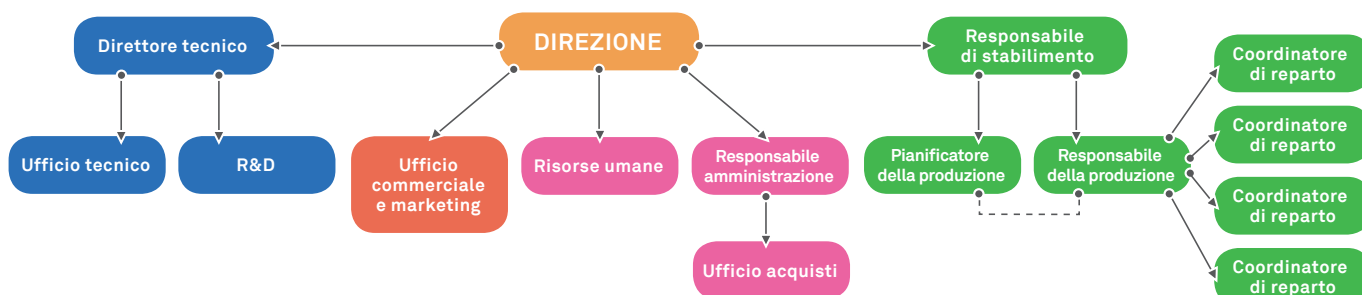 Direttore tecnico
DIREZIONE
Responsabile
di stabilimento
Coordinatore
di reparto
Coordinatore
di reparto
Ufficio tecnico
R&D
Ufficio
commerciale
e marketing
Risorse umane
Responsabile
amministrazione
Pianificatore
della produzione
Responsabile
della produzione
Coordinatore
di reparto
Ufficio acquisti
Coordinatore
di reparto